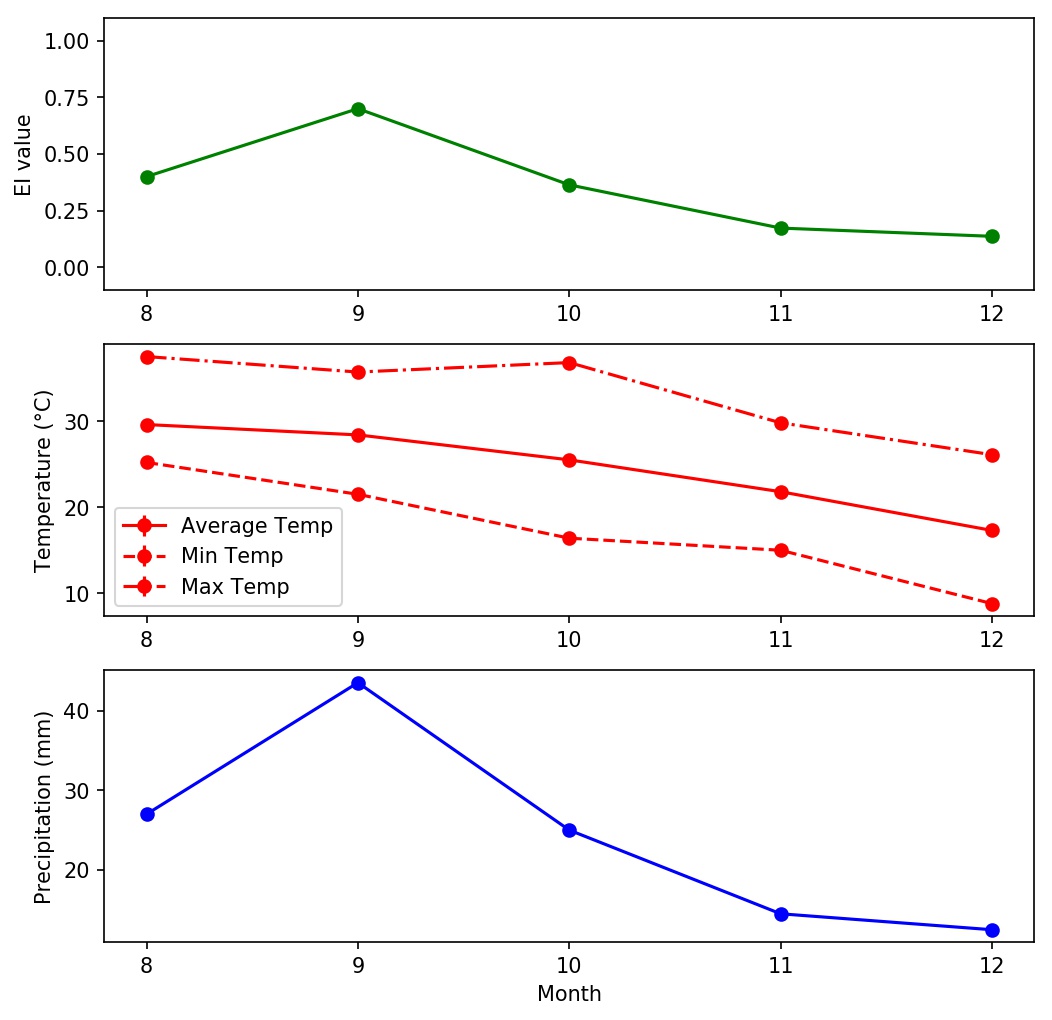 EI value
1.00
0.75
0.50
0.25
0.00
8 9 10 11 12
Temperature (°C)
30
20
10
Average Temp
Min Temp
Max Temp
8 9 10 11 12
Precipitation (mm)
40
30
20
8 9 10 11 12
Month